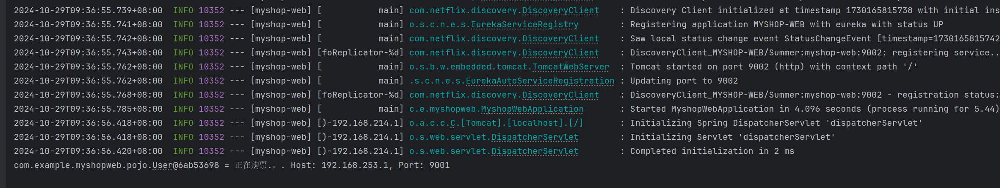 2024-10-29T09:36:55.739+08:00  INFO 10352 --- [myshop-web] [           main] com.netflix.discovery.DiscoveryClient    : Discovery Client initialized at timestamp 1730165815738 with initial ins
2024-10-29T09:36:55.741+08:00  INFO 10352 --- [myshop-web] [           main] o.s.c.n.e.s.EurekaServiceRegistry        : Registering application MYSHOP-WEB with eureka with status UP
2024-10-29T09:36:55.742+08:00  INFO 10352 --- [myshop-web] [           main] com.netflix.discovery.DiscoveryClient    : Saw local status change event StatusChangeEvent [timestamp=1730165815742
2024-10-29T09:36:55.743+08:00  INFO 10352 --- [myshop-web] [foReplicator-%d] com.netflix.discovery.DiscoveryClient    : DiscoveryClient_MYSHOP-WEB/Summer:myshop-web:9002: registering service..
2024-10-29T09:36:55.762+08:00  INFO 10352 --- [myshop-web] [           main] o.s.b.w.embedded.tomcat.TomcatWebServer  : Tomcat started on port 9002 (http) with context path '/'
2024-10-29T09:36:55.762+08:00  INFO 10352 --- [myshop-web] [           main] .s.c.n.e.s.EurekaAutoServiceRegistration : Updating port to 9002
2024-10-29T09:36:55.768+08:00  INFO 10352 --- [myshop-web] [foReplicator-%d] com.netflix.discovery.DiscoveryClient    : DiscoveryClient_MYSHOP-WEB/Summer:myshop-web:9002 - registration status:
2024-10-29T09:36:55.785+08:00  INFO 10352 --- [myshop-web] [           main] c.e.myshopweb.MyshopWebApplication       : Started MyshopWebApplication in 4.096 seconds (process running for 5.44)
2024-10-29T09:36:56.418+08:00  INFO 10352 --- [myshop-web] [)-192.168.214.1] o.a.c.c.C.[Tomcat].[localhost].[/]       : Initializing Spring DispatcherServlet 'dispatcherServlet'
2024-10-29T09:36:56.418+08:00  INFO 10352 --- [myshop-web] [)-192.168.214.1] o.s.web.servlet.DispatcherServlet        : Initializing Servlet 'dispatcherServlet'
2024-10-29T09:36:56.420+08:00  INFO 10352 --- [myshop-web] [)-192.168.214.1] o.s.web.servlet.DispatcherServlet        : Completed initialization in 2 ms
com.example.myshopweb.pojo.User@6ab53698 = 正在购票.，. Host: 192.168.253.1, Port: 9001